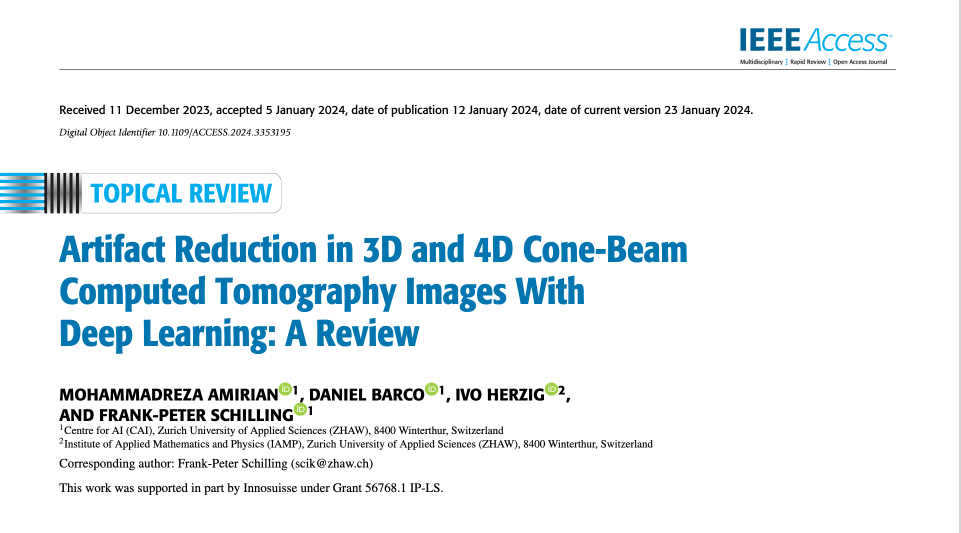 IEEE Access
Multidisciplinary | Rapid Review | Open Access Journal
Received 11 December 2023, accepted 5 January 2024, date of publication 12 January 2024, date of current version 23 January 2024.
Digital Object Identifier 10.1109/ACCESS.2024.3353195
TOPICAL REVIEW
Artifact Reduction in 3D and 4D Cone-Beam
Computed Tomography Images With
Deep Learning: A Review
MOHAMMADREZA AMIRIAN iD 1, DANIEL BARCO iD 1, IVO HERZIG iD 2,
AND FRANK-PETER SCHILLING iD 1
1Centre for AI (CAI), Zurich University of Applied Sciences (ZHAW), 8400 Winterthur, Switzerland
2Institute of Applied Mathematics and Physics (IAMP), Zurich University of Applied Sciences (ZHAW), 8400 Winterthur, Switzerland
Corresponding author: Frank-Peter Schilling (scik@zhaw.ch)
This work was supported in part by Innosuisse under Grant 56768.1 IP-LS.